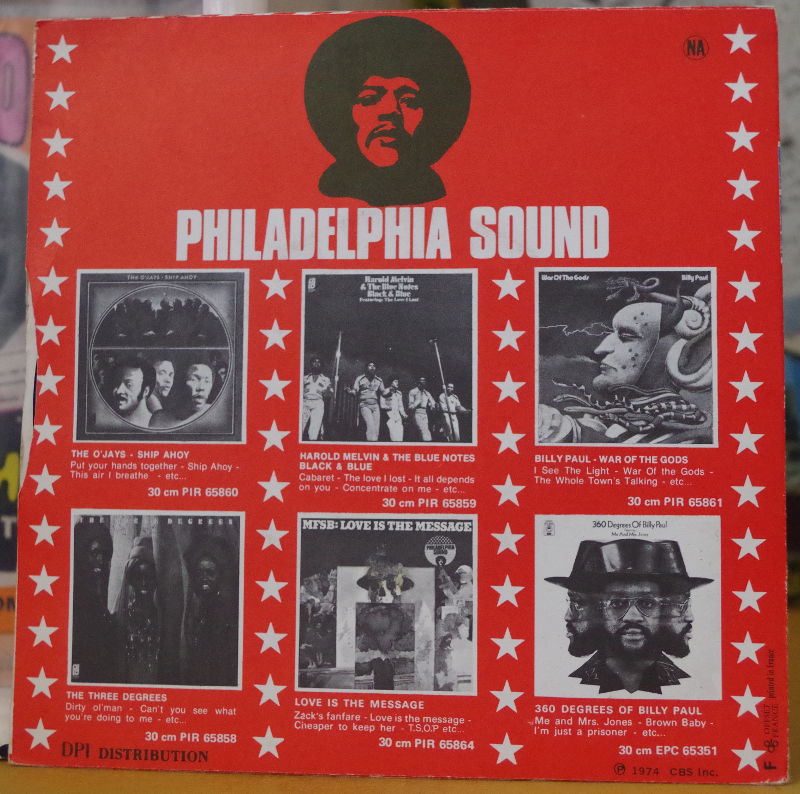 NA
PHILADELPHIA SOUND
THE O'JAYS - SHIP AHOY
THE O'JAYS - SHIP AHOY
Put your hands together - Ship Ahoy -
This air I breathe - etc...
30 cm PIR 65860
Harold Melvin
& The Blue Notes
Black & Blue
Featuring: The Love I Lost
HAROLD MELVIN & THE BLUE NOTES
BLACK & BLUE
Cabaret - The love I lost - It all depends
on you - Concentrate on me - etc...
30 cm PIR 65859
War Of The Gods
Billy Paul
BILLY PAUL - WAR OF THE GODS
I See The Light - War Of the Gods -
The Whole Town's Talking - etc...
30 cm PIR 65861
THE THREE DEGREES
Dirty ol'man - Can't you see what
you're doing to me - etc...
30 cm PIR 65858
MFSB: LOVE IS THE MESSAGE
PHILADELPHIA
SOUND
LOVE IS THE MESSAGE
Zack's fanfare - Love is the message -
Cheaper to keep her - T.S.O.P etc...
30 cm PIR 65864
360 Degrees Of Billy Paul
Me And Mrs. Jones
360 DEGREES OF BILLY PAUL
Me and Mrs. Jones - Brown Baby -
I'm just a prisoner - etc...
30 cm EPC 65351
DPI DISTRIBUTION
℗ 1974 CBS Inc.
F
OFFSET
FRANCE
printed in france